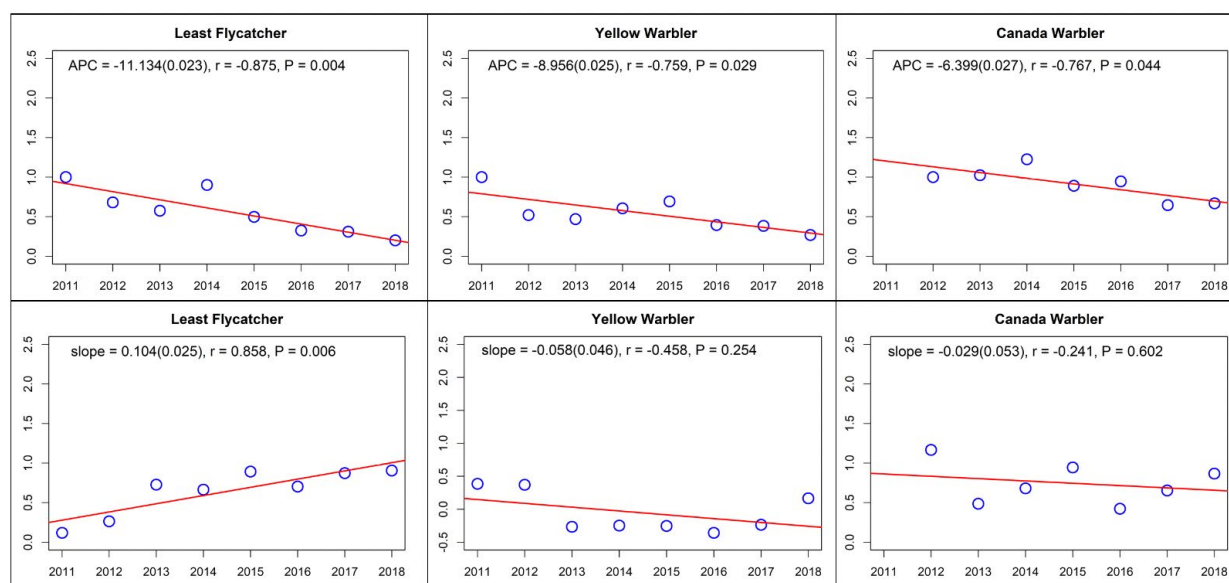 Least Flycatcher
APC = -11.134(0.023), r = -0.875, P = 0.004
2.5
2.0
1.5
1.0
0.5
0.0
2011 2012 2013 2014 2015 2016 2017 2018
Yellow Warbler
APC = -8.956(0.025), r = -0.759, P = 0.029
2.5
2.0
1.5
1.0
0.5
0.0
2011 2012 2013 2014 2015 2016 2017 2018
Canada Warbler
APC = -6.399(0.027), r = -0.767, P = 0.044
2.5
2.0
1.5
1.0
0.5
0.0
2011 2012 2013 2014 2015 2016 2017 2018
Least Flycatcher
slope = 0.104(0.025), r = 0.858, P = 0.006
2.5
2.0
1.5
1.0
0.5
0.0
2011 2012 2013 2014 2015 2016 2017 2018
Yellow Warbler
slope = -0.058(0.046), r = -0.458, P = 0.254
2.5
2.0
1.5
1.0
0.5
0.0
-0.5
2011 2012 2013 2014 2015 2016 2017 2018
Canada Warbler
slope = -0.029(0.053), r = -0.241, P = 0.602
2.5
2.0
1.5
1.0
0.5
0.0
2011 2012 2013 2014 2015 2016 2017 2018